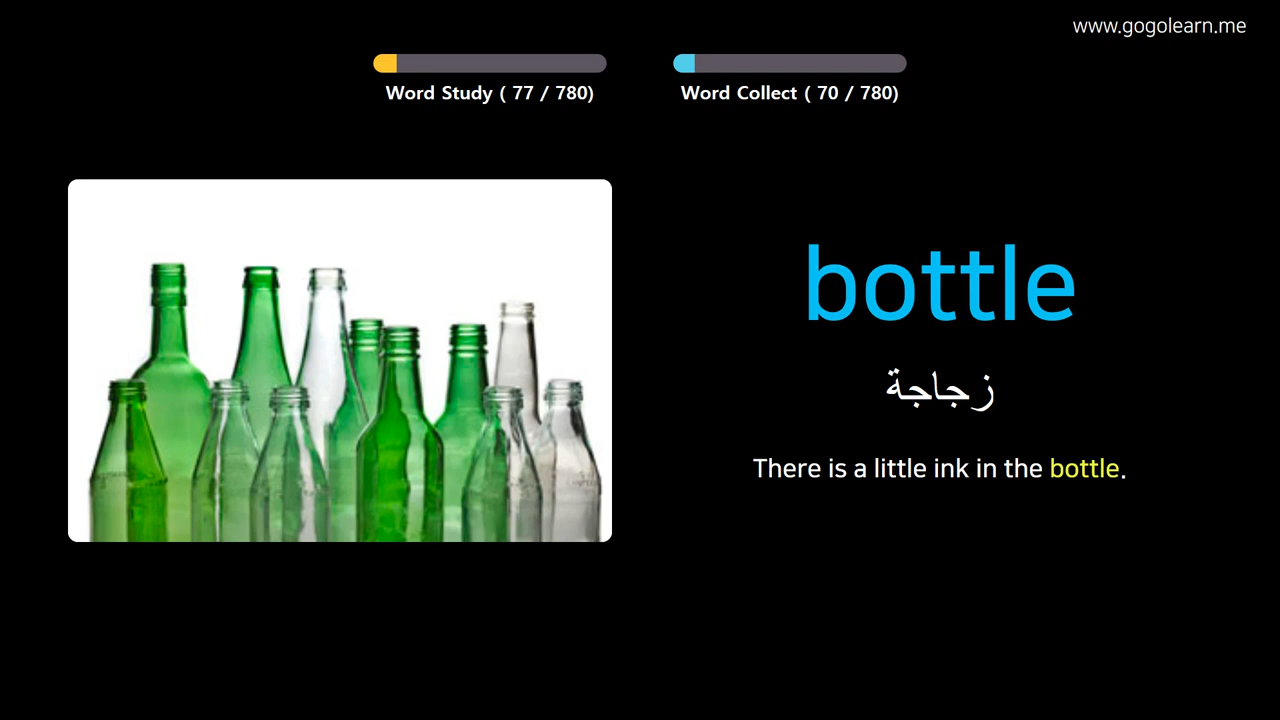 www.gogolearn.me
Word Study ( 77 / 780)
Word Collect ( 70 / 780)
bottle
زجاجة
There is a little ink in the bottle.